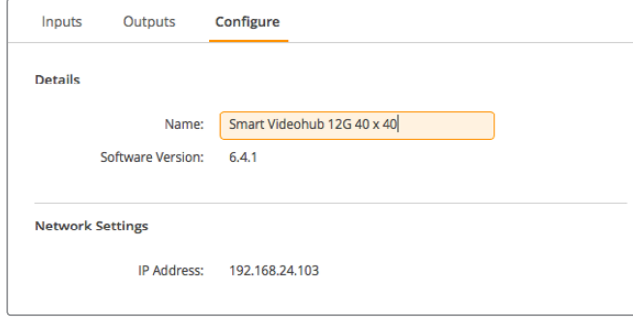 Inputs Outputs Configure
Details
Name: Smart Videohub 12G 40 x 40
Software Version: 6.4.1
Network Settings
IP Address: 192.168.24.103